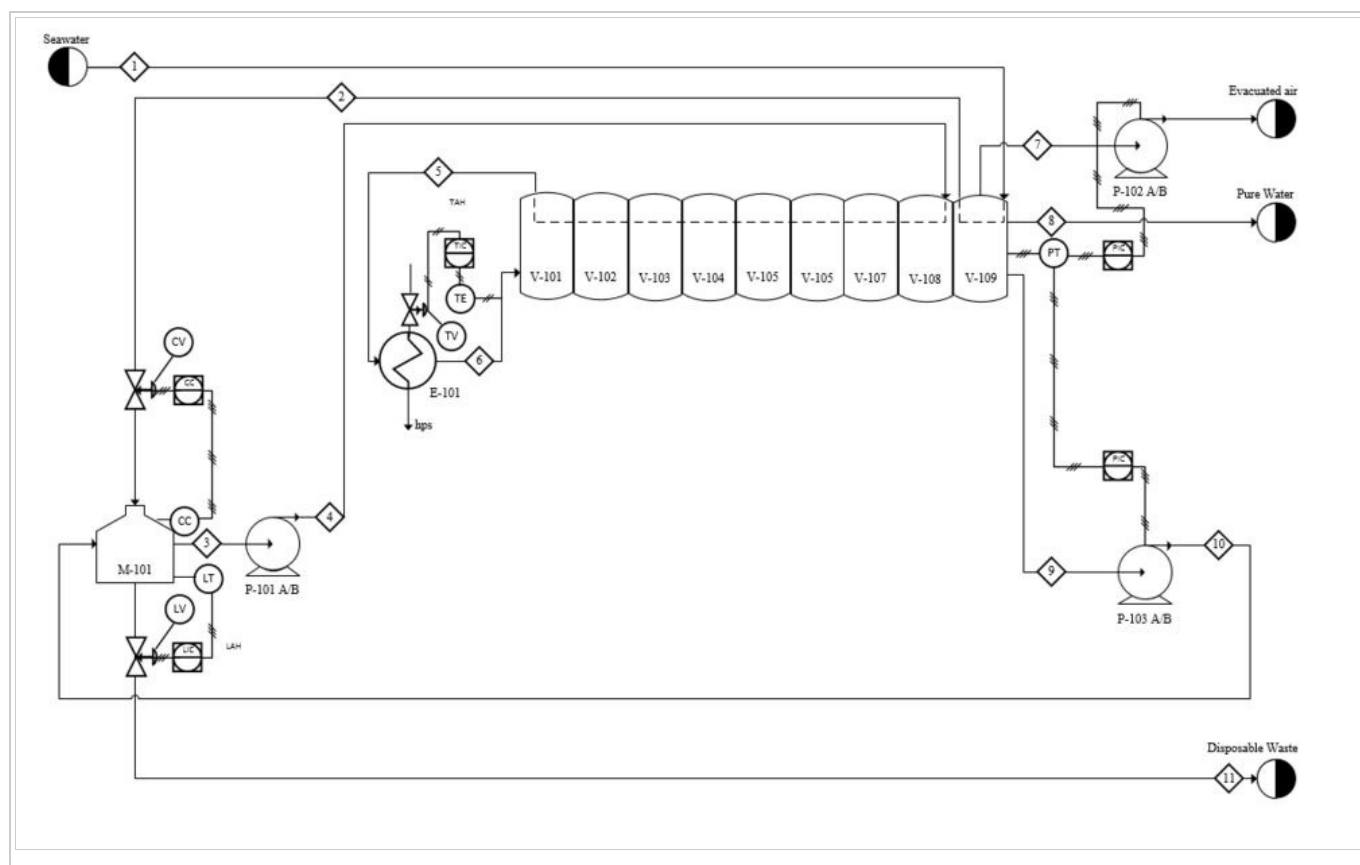 Seawater
1
2
Evacuated air
7
P-102 A/B
5
TAH
Pure Water
8
TIC
PT
PIC
V-101
V-102
V-103
V-104
V-105
V-105
V-107
V-108
V-109
TE
TV
CV
6
E-101
CC
hps
PIC
4
CC
3
10
M-101
LT
9
P-101 A/B
LV
P-103 A/B
LIC
LAH
Disposable Waste
11